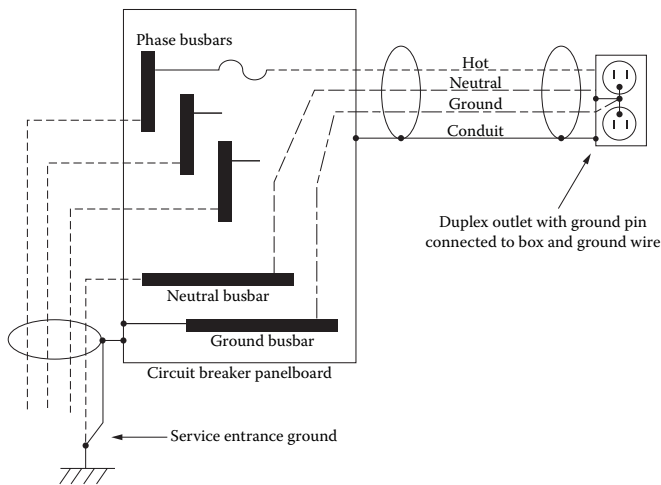 Phase busbars
Hot
Neutral
Ground
Conduit
Duplex outlet with ground pin
connected to box and ground wire
Neutral busbar
Ground busbar
Circuit breaker panelboard
Service entrance ground